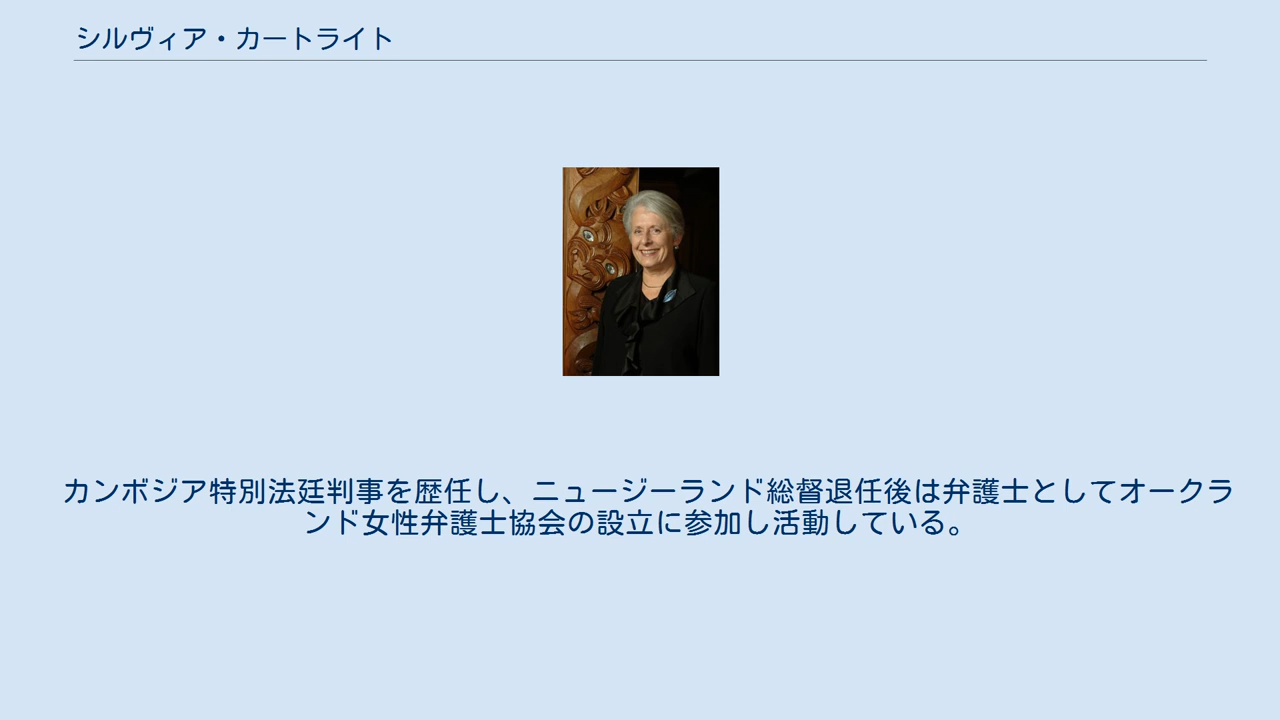 シルヴィア・カートライト
カンボジア特別法廷判事を歴任し、ニュージーランド総督退任後は弁護士としてオークラ
ンド女性弁護士協会の設立に参加し活動している。